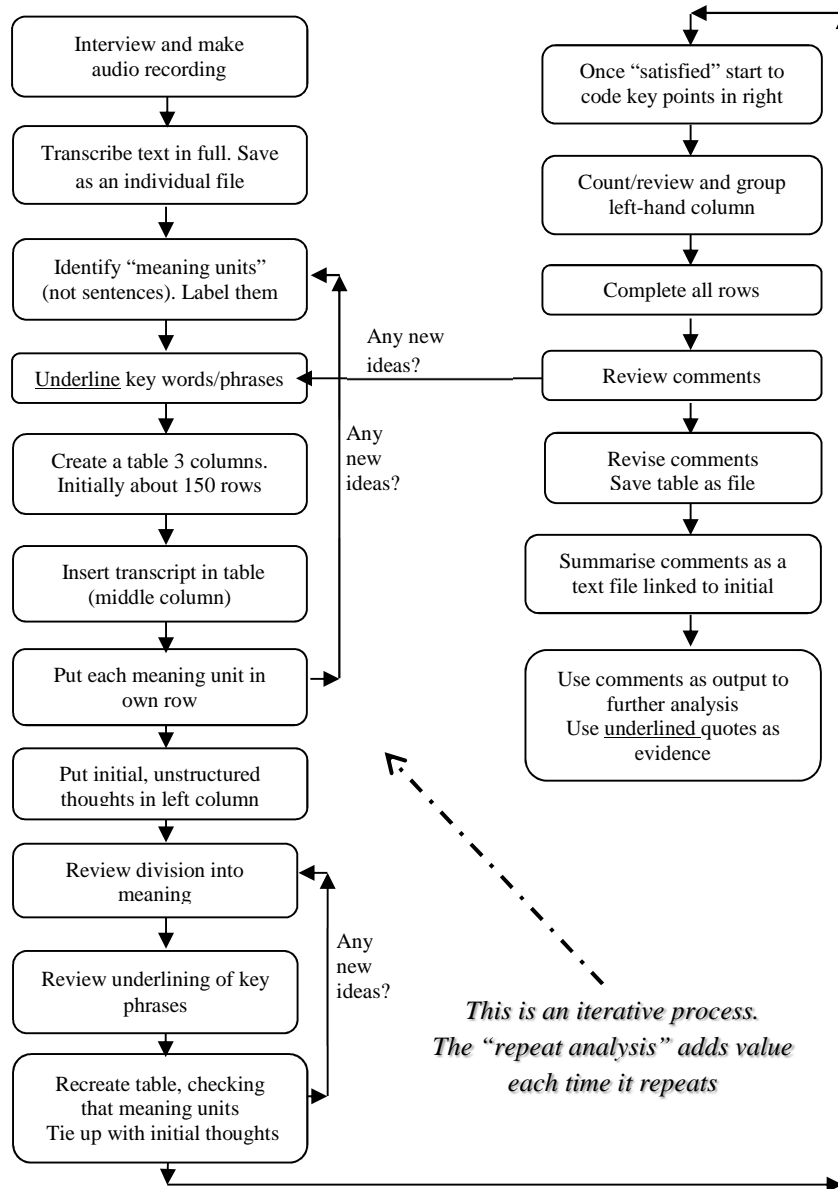 Interview and make
audio recording
Transcribe text in full. Save
as an individual file
Identify “meaning units”
(not sentences). Label them
Underline key words/phrases
Create a table 3 columns.
Initially about 150 rows
Insert transcript in table
(middle column)
Put each meaning unit in
own row
Put initial, unstructured
thoughts in left column
Review division into
meaning
Review underlining of key
phrases
Recreate table, checking
that meaning units
Tie up with initial thoughts
Any new
ideas?
Any
new
ideas?
Any
new
ideas?
Once “satisfied” start to
code key points in right
Count/review and group
left-hand column
Complete all rows
Review comments
Revise comments
Save table as file
Summarise comments as a
text file linked to initial
Use comments as output to
further analysis
Use underlined quotes as
evidence
This is an iterative process.
The “repeat analysis” adds value
each time it repeats